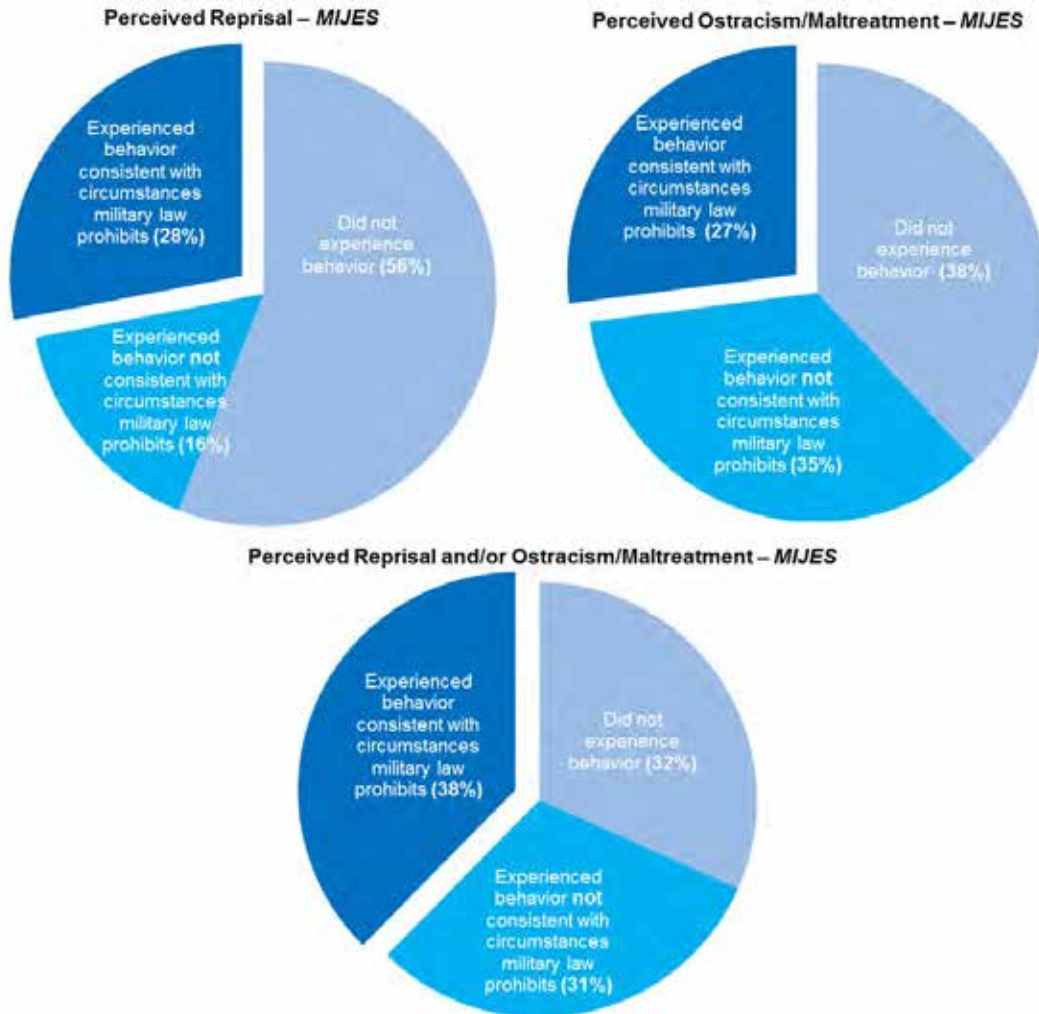 Perceived Reprisal – MIJES
Experienced
behavior
consistent with
circumstances
military law
prohibits (28%)
Did not
experience
behavior (56%)
Experienced
behavior not
consistent with
circumstances
military law
prohibits (16%)
Perceived Ostracism/Maltreatment – MIJES
Experienced
behavior
consistent with
circumstances
military law
prohibits (27%)
Did not
experience
behavior (38%)
Experienced
behavior not
consistent with
circumstances
military law
prohibits (35%)
Perceived Reprisal and/or Ostracism/Maltreatment – MIJES
Experienced
behavior
consistent with
circumstances
military law
prohibits (38%)
Did not
experience
behavior (32%)
Experienced
behavior not
consistent with
circumstances
military law
prohibits (31%)